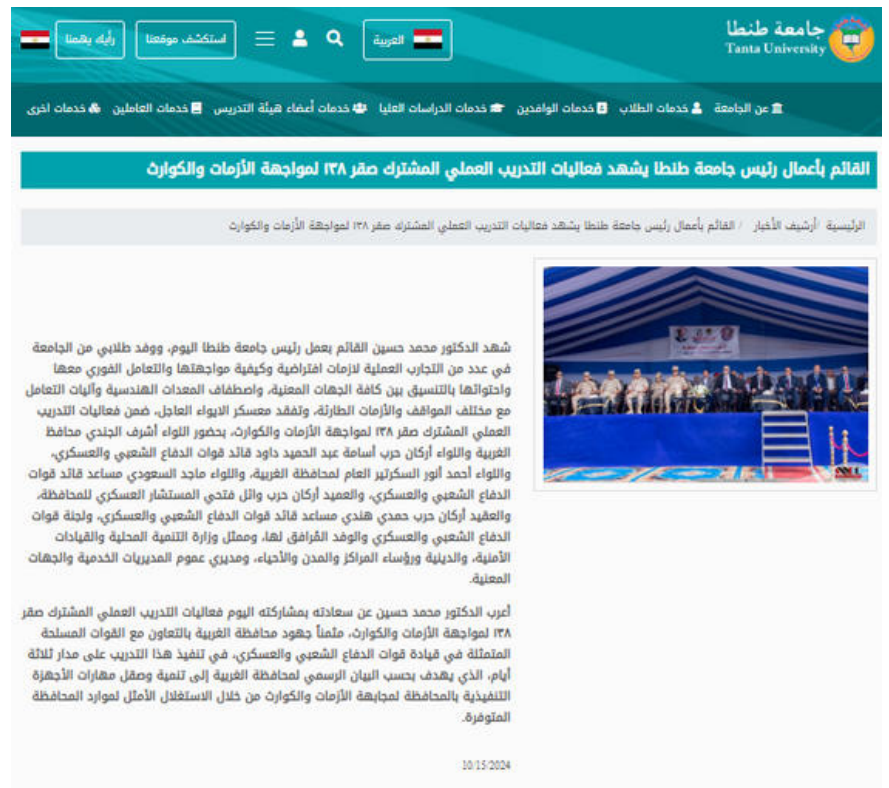 جامعة طنطا
Tanta University
العربية
استكشف موقعنا
رأيك يهمنا
عن الجامعة
خدمات الطلاب
خدمات الوافدين
خدمات الدراسات العليا
خدمات أعضاء هيئة التدريس
خدمات العاملين
خدمات اخرى
القائم بأعمال رئيس جامعة طنطا يشهد فعاليات التدريب العملي المشترك صقر ١٣٨ لمواجهة الأزمات والكوارث
الرئيسية / أرشيف الأخبار / القائم بأعمال رئيس جامعة طنطا يشهد فعاليات التدريب العملي المشترك صقر ١٣٨ لمواجهة الأزمات والكوارث
شهد الدكتور محمد حسين القائم بعمل رئيس جامعة طنطا اليوم، ووفد طلابي من الجامعة
في عدد من التجارب العملية لازمات افتراضية وكيفية مواجهتها والتعامل الفوري معها
واحتوائها بالتنسيق بين كافة الجهات المعنية، واصطفاف المعدات الهندسية وآليات التعامل
مع مختلف المواقف والأزمات الطارئة، وتفقد معسكر الايواء العاجل، ضمن فعاليات التدريب
العملي المشترك صقر ١٣٨ لمواجهة الأزمات والكوارث، بحضور اللواء أشرف الجندي محافظ
الغربية واللواء أركان حرب أسامة عبد الحميد داود قائد قوات الدفاع الشعبي والعسكري،
واللواء أحمد أنور السكرتير العام لمحافظة الغربية، واللواء ماجد السعودي مساعد قائد قوات
الدفاع الشعبي والعسكري، والعميد أركان حرب وائل فتحي المستشار العسكري للمحافظة،
والعقيد أركان حرب حمدي هندي مساعد قائد قوات الدفاع الشعبي والعسكري، ولجنة قوات
الدفاع الشعبي والعسكري والوفد المُرافق لها، وممثل وزارة التنمية المحلية والقيادات
الأمنية، والدينية ورؤساء المراكز والمدن والأحياء، ومديري عموم المديريات الخدمية والجهات
المعنية.
أعرب الدكتور محمد حسين عن سعادته بمشاركته اليوم فعاليات التدريب العملي المشترك صقر
١٣٨ لمواجهة الأزمات والكوارث، مثمناً جهود محافظة الغربية بالتعاون مع القوات المسلحة
المتمثلة في قيادة قوات الدفاع الشعبي والعسكري، في تنفيذ هذا التدريب على مدار ثلاثة
أيام، الذي يهدف بحسب البيان الرسمي لمحافظة الغربية إلى تنمية وصقل مهارات الأجهزة
التنفيذية بالمحافظة لمجابهة الأزمات والكوارث من خلال الاستغلال الأمثل لموارد المحافظة
المتوفرة.
10/15/2024